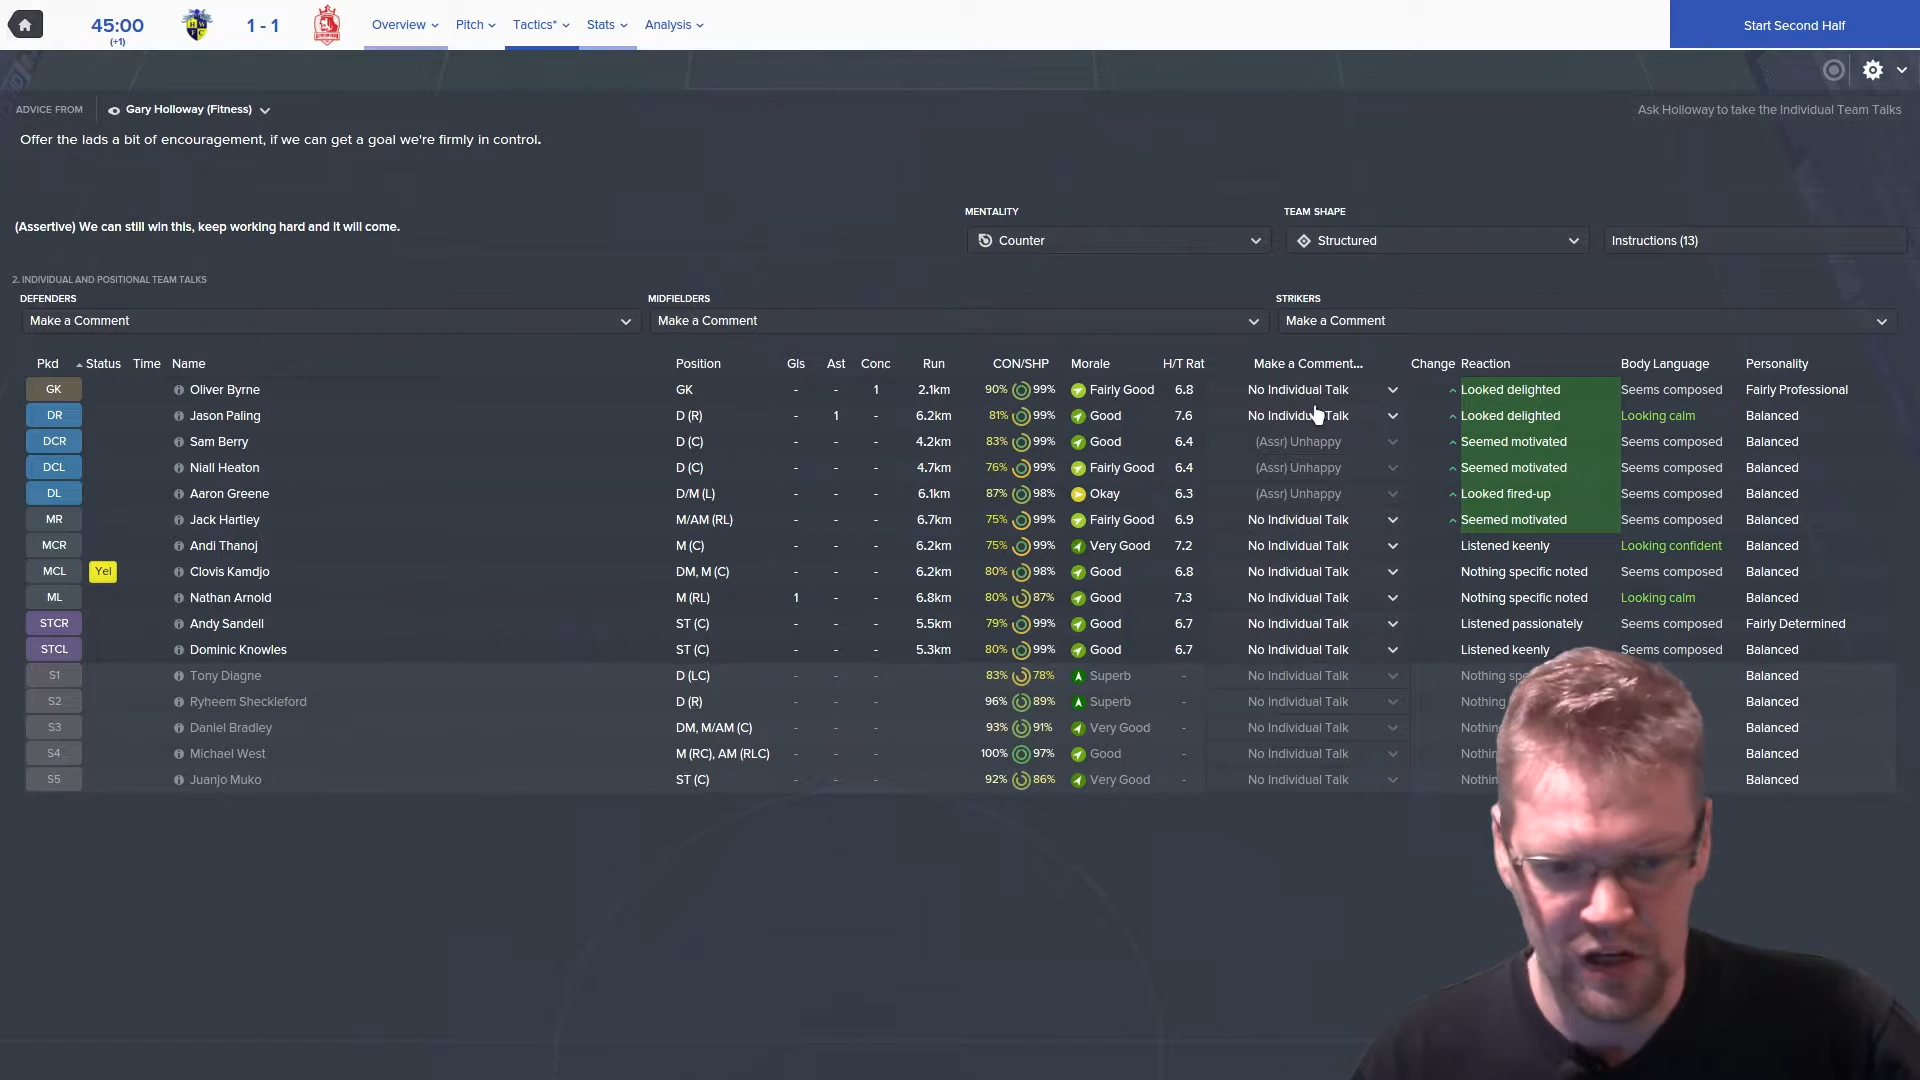 45:00
(+1)
H W
F C
1 - 1
Overview
Pitch
Tactics*
Stats
Analysis
Start Second Half
ADVICE FROM
Gary Holloway (Fitness)
Ask Holloway to take the Individual Team Talks
Offer the lads a bit of encouragement, if we can get a goal we're firmly in control.
MENTALITY
TEAM SHAPE
(Assertive) We can still win this, keep working hard and it will come.
Counter
Structured
Instructions (13)
2. INDIVIDUAL AND POSITIONAL TEAM TALKS
DEFENDERS
MIDFIELDERS
STRIKERS
Make a Comment
Make a Comment
Make a Comment
Pkd Status Time Name Position Gls Ast Conc Run CON/SHP Morale H/T Rat Make a Comment... Change Reaction Body Language Personality
GK Oliver Byrne GK - - 1 2.1km 90% 99% Fairly Good 6.8 No Individual Talk Looked delighted Seems composed Fairly Professional
DR Jason Paling D (R) - 1 - 6.2km 81% 99% Good 7.6 No Individual Talk Looked delighted Looking calm Balanced
DCR Sam Berry D (C) - - - 4.2km 83% 99% Good 6.4 (Assr) Unhappy Seemed motivated Seems composed Balanced
DCL Niall Heaton D (C) - - - 4.7km 76% 99% Fairly Good 6.4 (Assr) Unhappy Seemed motivated Seems composed Balanced
DL Aaron Greene D/M (L) - - - 6.1km 87% 98% Okay 6.3 (Assr) Unhappy Looked fired-up Seems composed Balanced
MR Jack Hartley M/AM (RL) - - - 6.7km 75% 99% Fairly Good 6.9 No Individual Talk Seemed motivated Seems composed Balanced
MCR Andi Thanoj M (C) - - - 6.2km 75% 99% Very Good 7.2 No Individual Talk Listened keenly Looking confident Balanced
MCL Yel Clovis Kamdjo DM, M (C) - - - 6.2km 80% 98% Good 6.8 No Individual Talk Nothing specific noted Seems composed Balanced
ML Nathan Arnold M (RL) 1 - - 6.8km 80% 87% Good 7.3 No Individual Talk Nothing specific noted Looking calm Balanced
STCR Andy Sandell ST (C) - - - 5.5km 79% 99% Good 6.7 No Individual Talk Listened passionately Seems composed Fairly Determined
STCL Dominic Knowles ST (C) - - - 5.3km 80% 99% Good 6.7 No Individual Talk Listened keenly Seems composed Balanced
S1 Tony Diagne D (LC) - - - 83% 78% Superb - No Individual Talk Nothing Balanced
S2 Ryheem Sheckleford D (R) - - - 96% 89% Superb - No Individual Talk Nothing Balanced
S3 Daniel Bradley DM, M/AM (C) - - - 93% 91% Very Good - No Individual Talk Nothing Balanced
S4 Michael West M (RC), AM (RLC) - - - 100% 97% Good - No Individual Talk Nothing Balanced
S5 Juanjo Muko ST (C) - - - 92% 86% Very Good - No Individual Talk Balanced